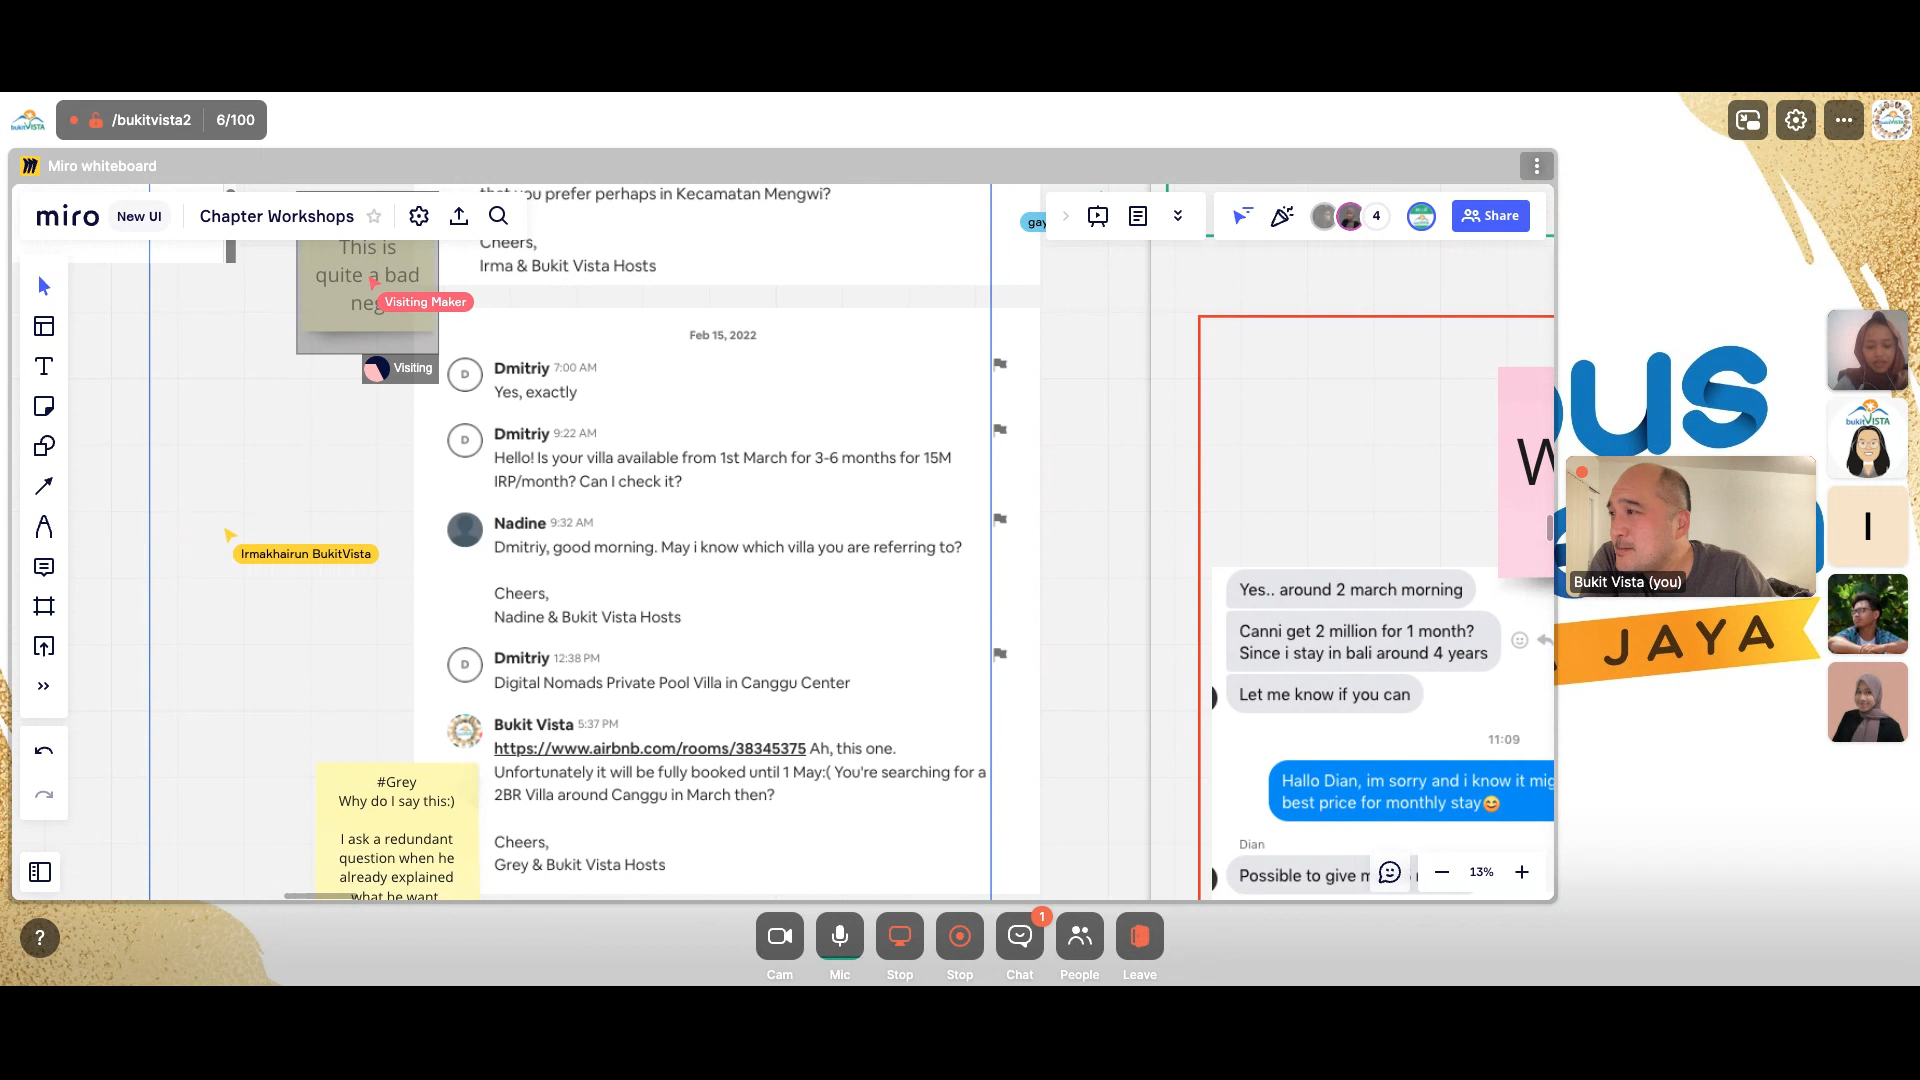 bukitVISTA
/bukitvista2
6/100
Miro whiteboard
miro
New UI
Chapter Workshops
4
Share
that you prefer perhaps in Kecamatan Mengwi?
Cheers,
Irma & Bukit Vista Hosts
This is
quite a bad
Visiting Maker
Visiting
Feb 15, 2022
D
Dmitriy 7:00 AM
Yes, exactly
D
Dmitriy 9:22 AM
Hello! Is your villa available from 1st March for 3-6 months for 15M
IRP/month? Can I check it?
Nadine 9:32 AM
Dmitriy, good morning. May i know which villa you are referring to?
Cheers,
Nadine & Bukit Vista Hosts
D
Dmitriy 12:38 PM
Digital Nomads Private Pool Villa in Canggu Center
Bukit Vista 5:37 PM
https://www.airbnb.com/rooms/38345375 Ah, this one.
Unfortunately it will be fully booked until 1 May:( You're searching for a
2BR Villa around Canggu in March then?
Cheers,
Grey & Bukit Vista Hosts
Irmakhairun BukitVista
#Grey
Why do I say this:)
I ask a redundant
question when he
already explained
what he want
gay
W
Yes.. around 2 march morning
Canni get 2 million for 1 month?
Since i stay in bali around 4 years
Let me know if you can
11:09
Hallo Dian, im sorry and i know it mig
best price for monthly stay😊
Dian
Possible to give m
13%
us
JAYA
bukitVISTA
I
Bukit Vista (you)
?
1
Cam
Mic
Stop
Stop
Chat
People
Leave